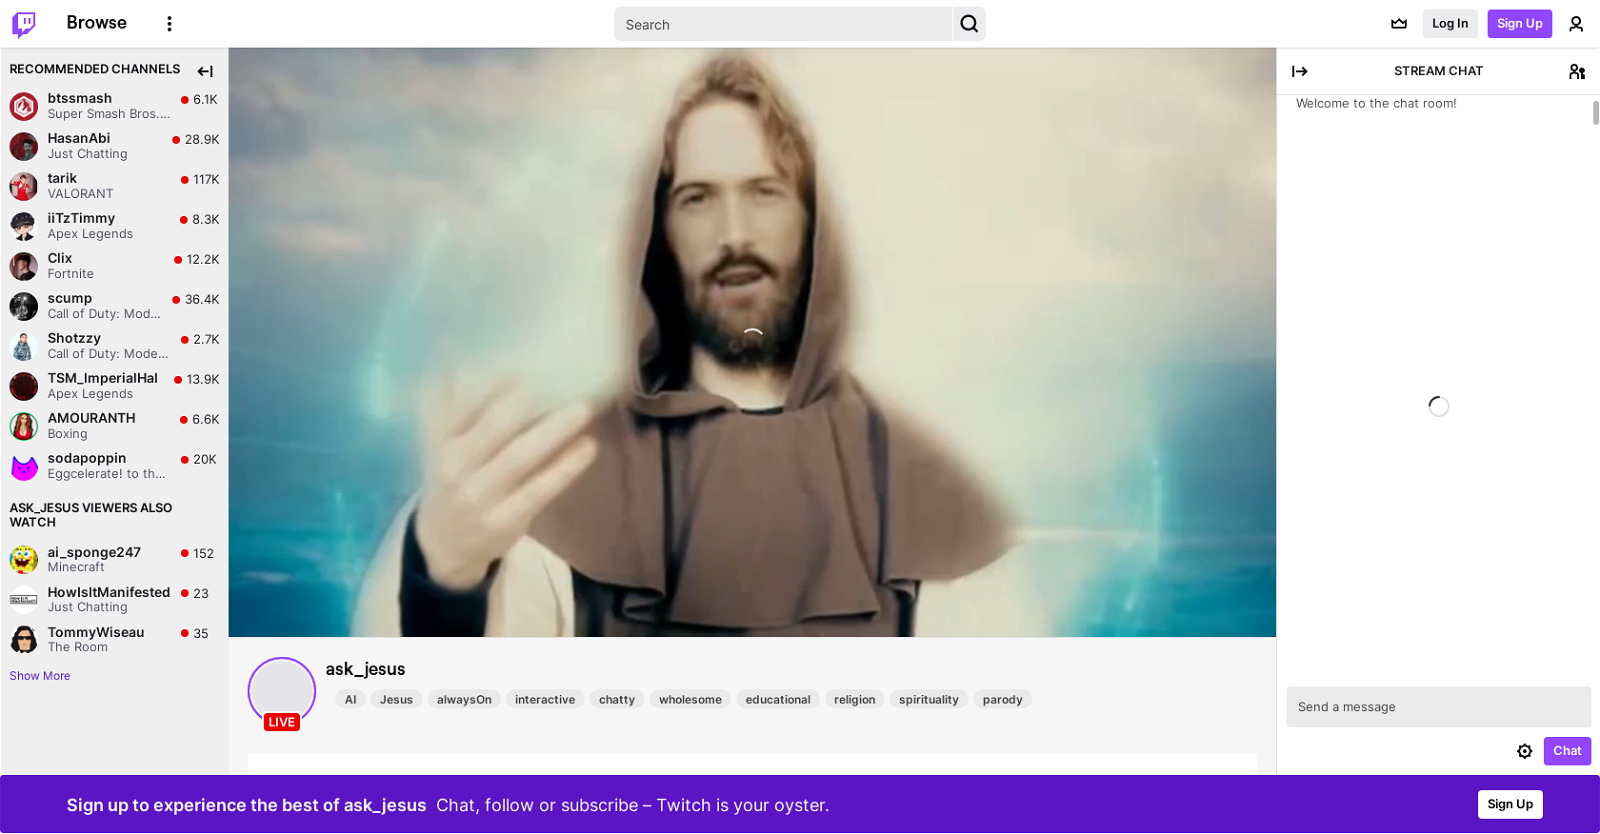 Browse
Search
Log In
Sign Up
RECOMMENDED CHANNELS
btssmash
6.1K
Super Smash Bros....
HasanAbi
28.9K
Just Chatting
tarik
117K
VALORANT
iiTzTimmy
8.3K
Apex Legends
Clix
12.2K
Fortnite
scump
36.4K
Call of Duty: Mod...
Shotzzy
2.7K
Call of Duty: Mode...
TSM_ImperialHal
13.9K
Apex Legends
AMOURANTH
6.6K
Boxing
sodapoppin
20K
Eggcelerate! to th...
ASK_JESUS VIEWERS ALSO
WATCH
ai_sponge247
152
Minecraft
HowIsItManifested
23
Just Chatting
TommyWiseau
35
The Room
Show More
ask_jesus
AI Jesus alwaysOn interactive chatty wholesome educational religion spirituality parody
LIVE
STREAM CHAT
Welcome to the chat room!
Send a message
Chat
Sign up to experience the best of ask_jesus Chat, follow or subscribe – Twitch is your oyster.
Sign Up